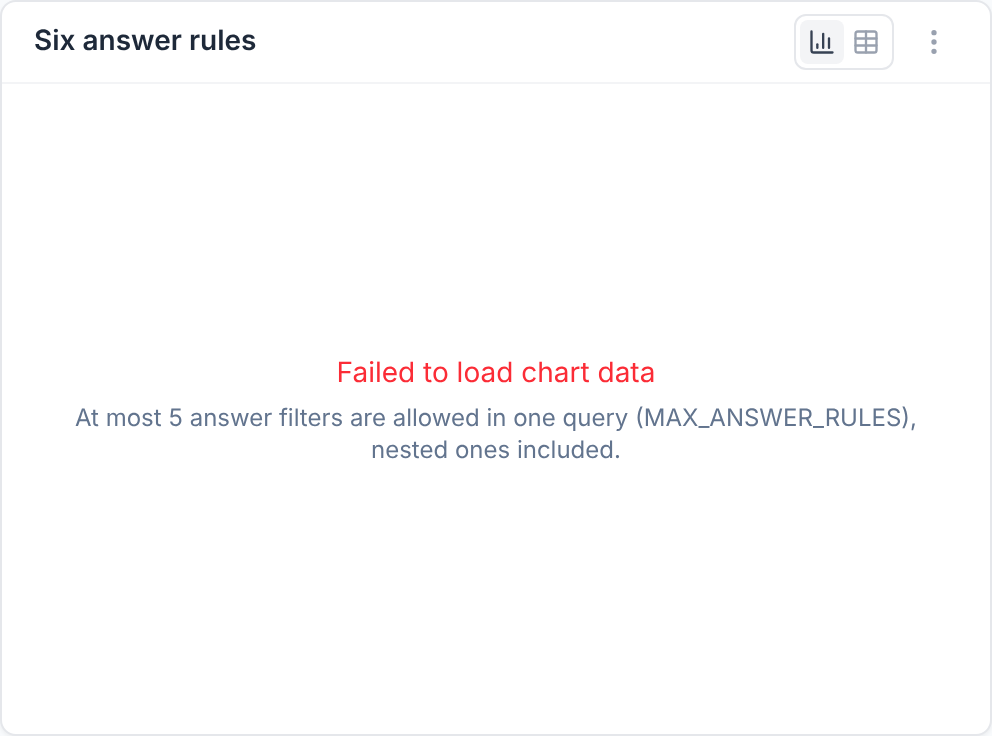 Six answer rules
Failed to load chart data
At most 5 answer filters are allowed in one query (MAX_ANSWER_RULES),
nested ones included.